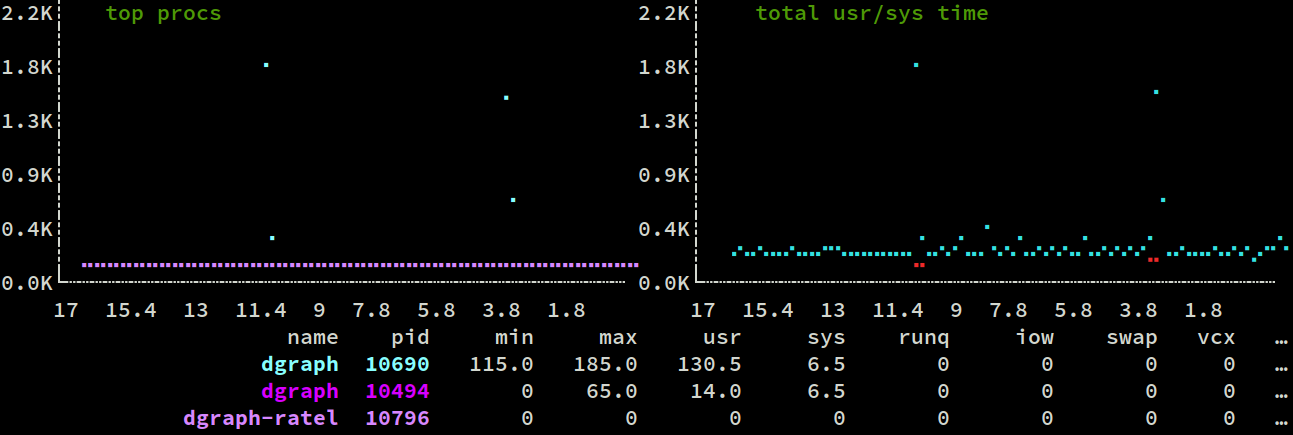 2.2K top procs 2.2K total usr/sys time
1.8K 1.8K
1.3K 1.3K
0.9K 0.9K
0.4K 0.4K
0.0K 0.0K
17 15.4 13 11.4 9 7.8 5.8 3.8 1.8 17 15.4 13 11.4 9 7.8 5.8 3.8 1.8
name pid min max usr sys runq iow swap vcx …
dgraph 10690 115.0 185.0 130.5 6.5 0 0 0 0 …
dgraph 10494 0 65.0 14.0 6.5 0 0 0 0 …
dgraph-ratel 10796 0 0 0 0 0 0 0 0 …